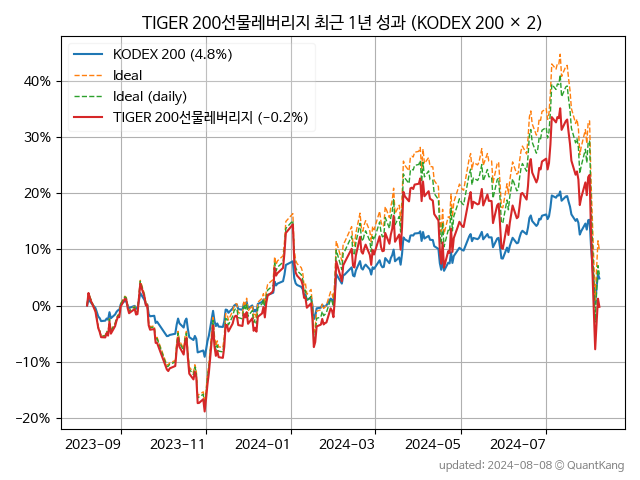 TIGER 200선물레버리지 최근 1년 성과 (KODEX 200 × 2)
KODEX 200 (4.8%)
Ideal
Ideal (daily)
TIGER 200선물레버리지 (−0.2%)
40%
30%
20%
10%
0%
−10%
−20%
2023-09
2023-11
2024-01
2024-03
2024-05
2024-07
updated: 2024-08-08 © QuantKang